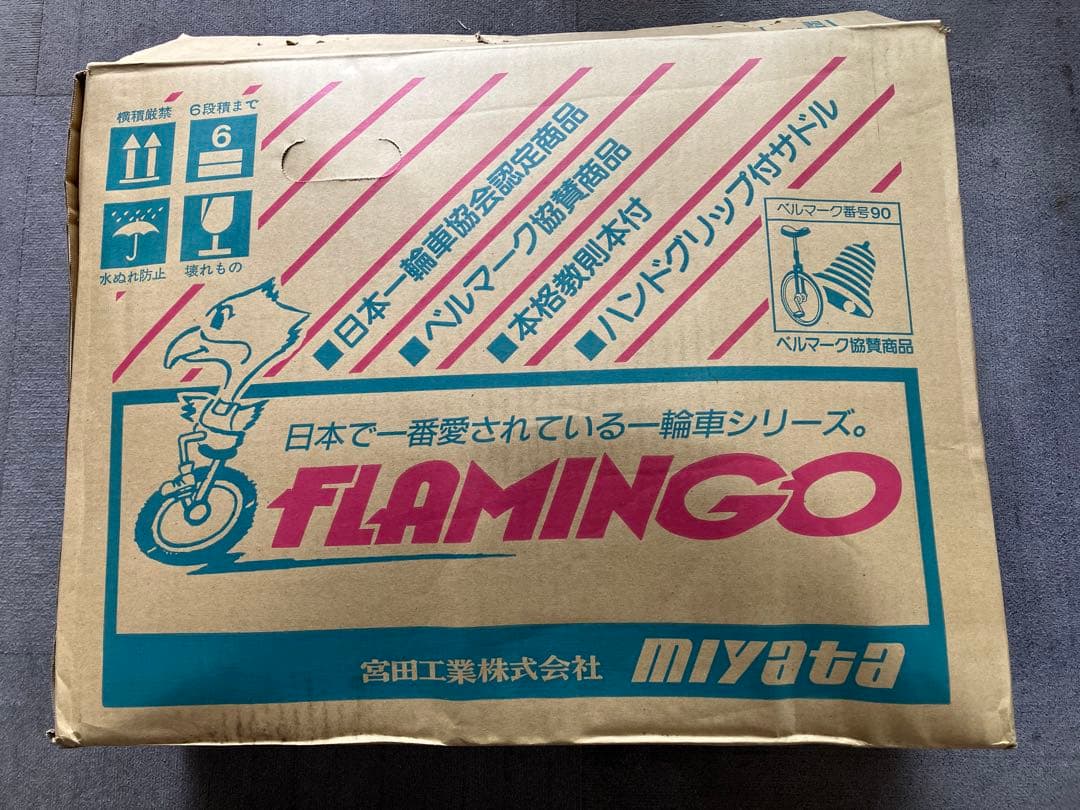 横積厳禁
6段積まで
6
水ぬれ防止
壊れもの
■日本一輪車協会認定商品
■ベルマーク協賛商品
■本格教則本付
■ハンドグリップ付サドル
ベルマーク番号90
ベルマーク協賛商品
日本で一番愛されている一輪車シリーズ。
FLAMINGO
宮田工業株式会社
miyata